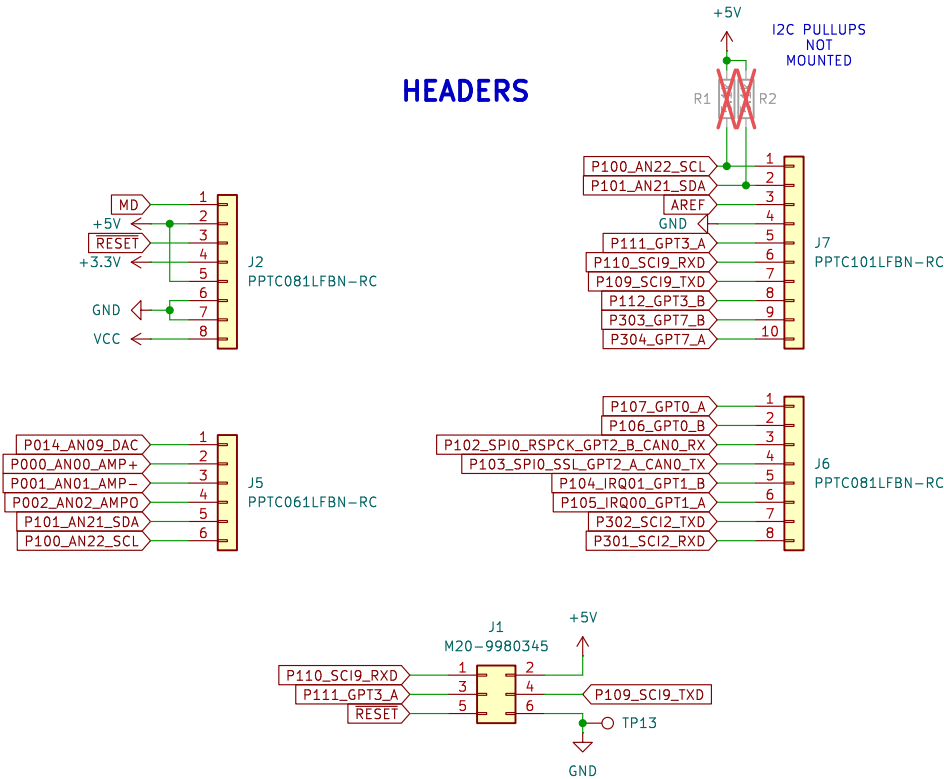 +5V
I2C PULLUPS
NOT
MOUNTED
HEADERS
R1
R2
MD
1
+5V
2
RESET
3
+3.3V
4
5
6
GND
7
VCC
8
J2
PPTC081LFBN-RC
P100_AN22_SCL
1
P101_AN21_SDA
2
AREF
3
GND
4
P111_GPT3_A
5
P110_SCI9_RXD
6
P109_SCI9_TXD
7
P112_GPT3_B
8
P303_GPT7_B
9
P304_GPT7_A
10
J7
PPTC101LFBN-RC
P014_AN09_DAC
1
P000_AN00_AMP+
2
P001_AN01_AMP-
3
P002_AN02_AMPO
4
P101_AN21_SDA
5
P100_AN22_SCL
6
J5
PPTC061LFBN-RC
P107_GPT0_A
1
P106_GPT0_B
2
P102_SPI0_RSPCK_GPT2_B_CAN0_RX
3
P103_SPI0_SSL_GPT2_A_CAN0_TX
4
P104_IRQ01_GPT1_B
5
P105_IRQ00_GPT1_A
6
P302_SCI2_TXD
7
P301_SCI2_RXD
8
J6
PPTC081LFBN-RC
J1
M20-9980345
+5V
P110_SCI9_RXD
1
2
P111_GPT3_A
3
4
P109_SCI9_TXD
RESET
5
6
TP13
GND